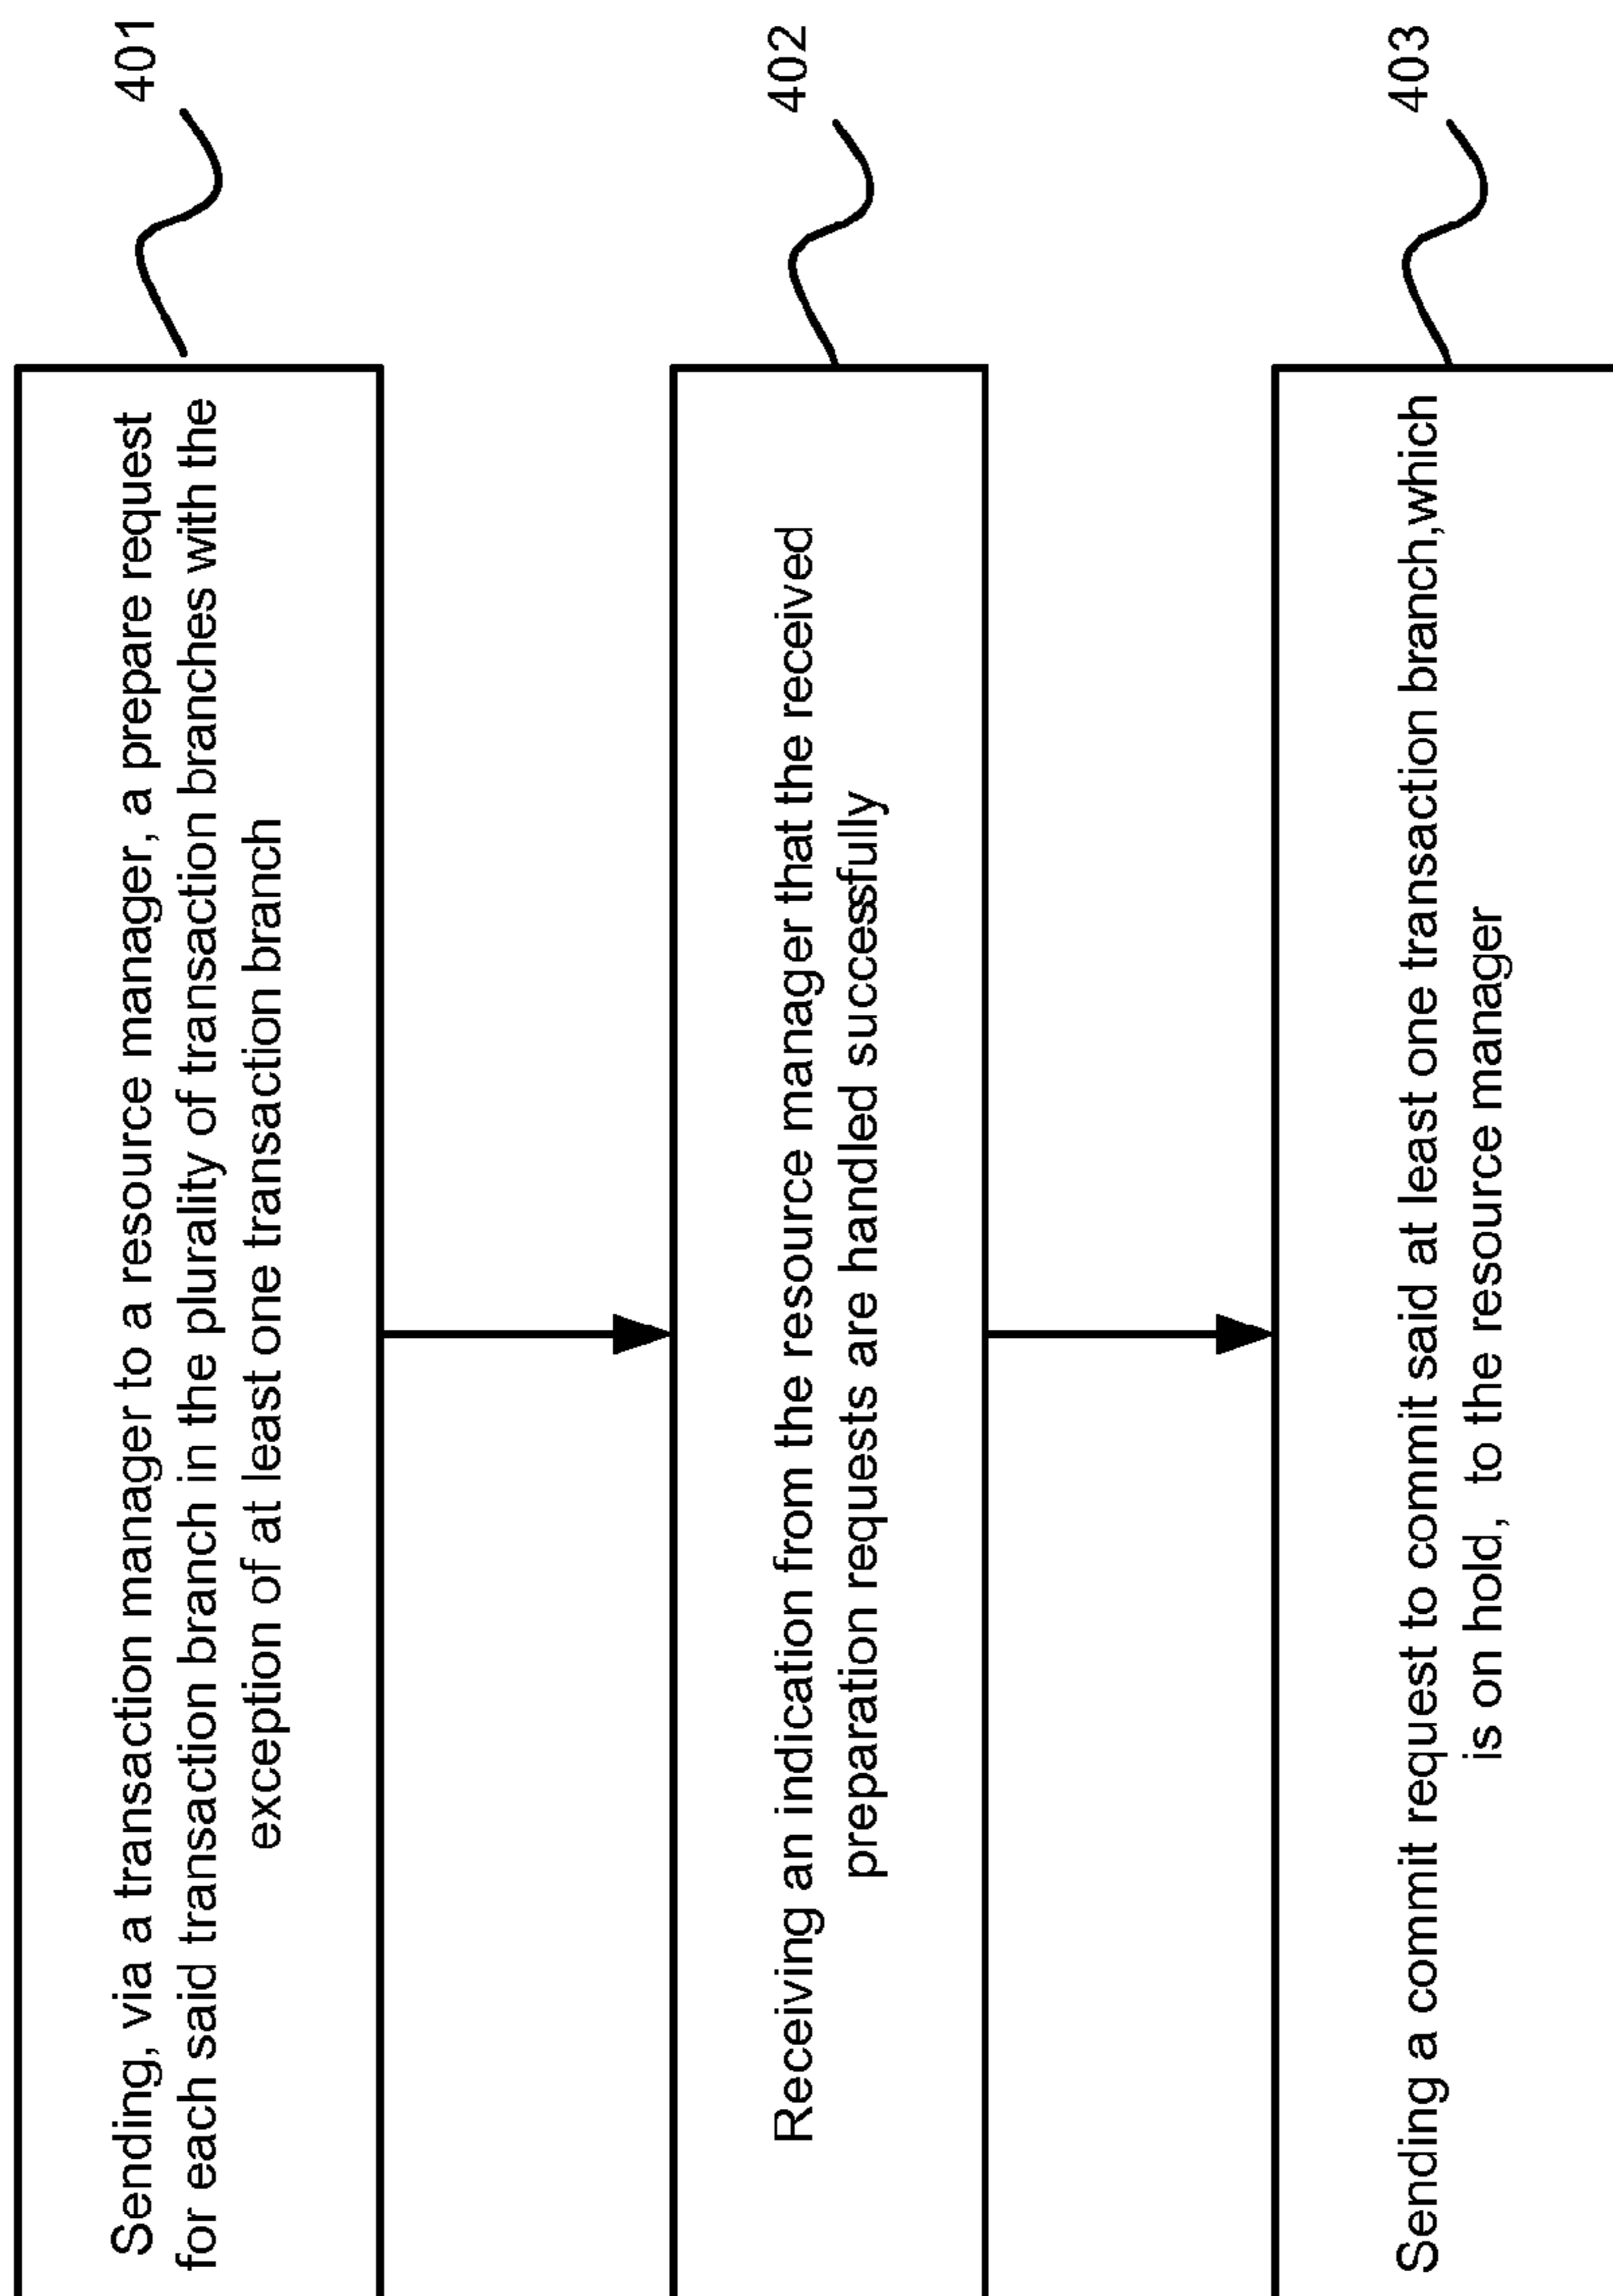 Sending, via a transaction manager to a resource manager, a prepare request
for each said transaction branch in the plurality of transaction branches with the
exception of at least one transaction branch
401
Receiving an indication from the resource manager that the received
preparation requests are handled successfully
402
Sending a commit request to commit said at least one transaction branch,which
is on hold, to the resource manager
403